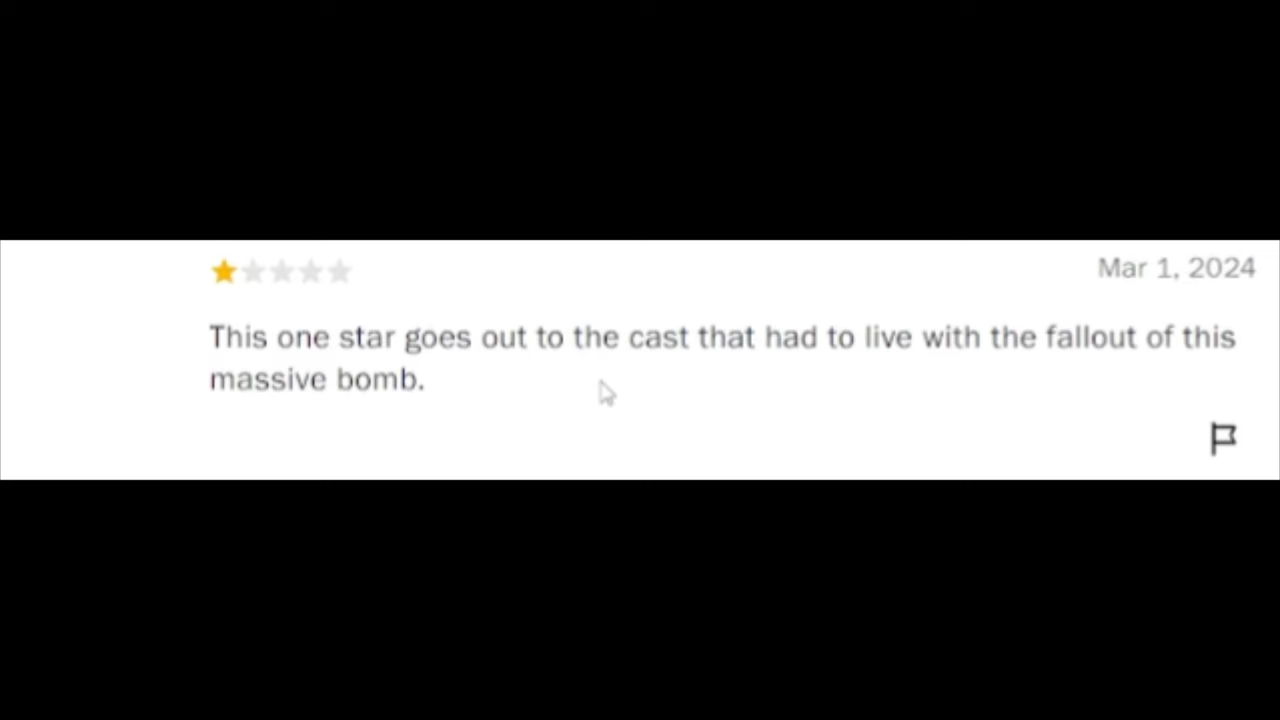 Mar 1, 2024
This one star goes out to the cast that had to live with the fallout of this
massive bomb.